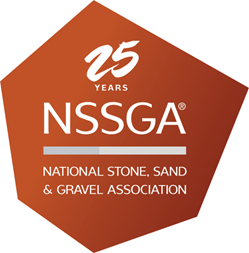 25
YEARS
NSSGA®
NATIONAL STONE, SAND
& GRAVEL ASSOCIATION